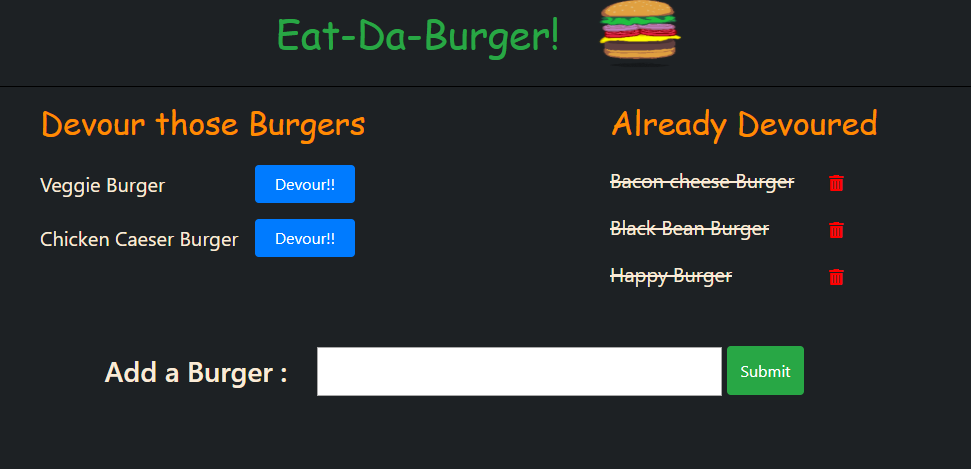 Eat-Da-Burger!
Devour those Burgers
Veggie Burger Devour!!
Chicken Caeser Burger Devour!!
Already Devoured
Bacon cheese Burger
Black Bean Burger
Happy Burger
Add a Burger : Submit